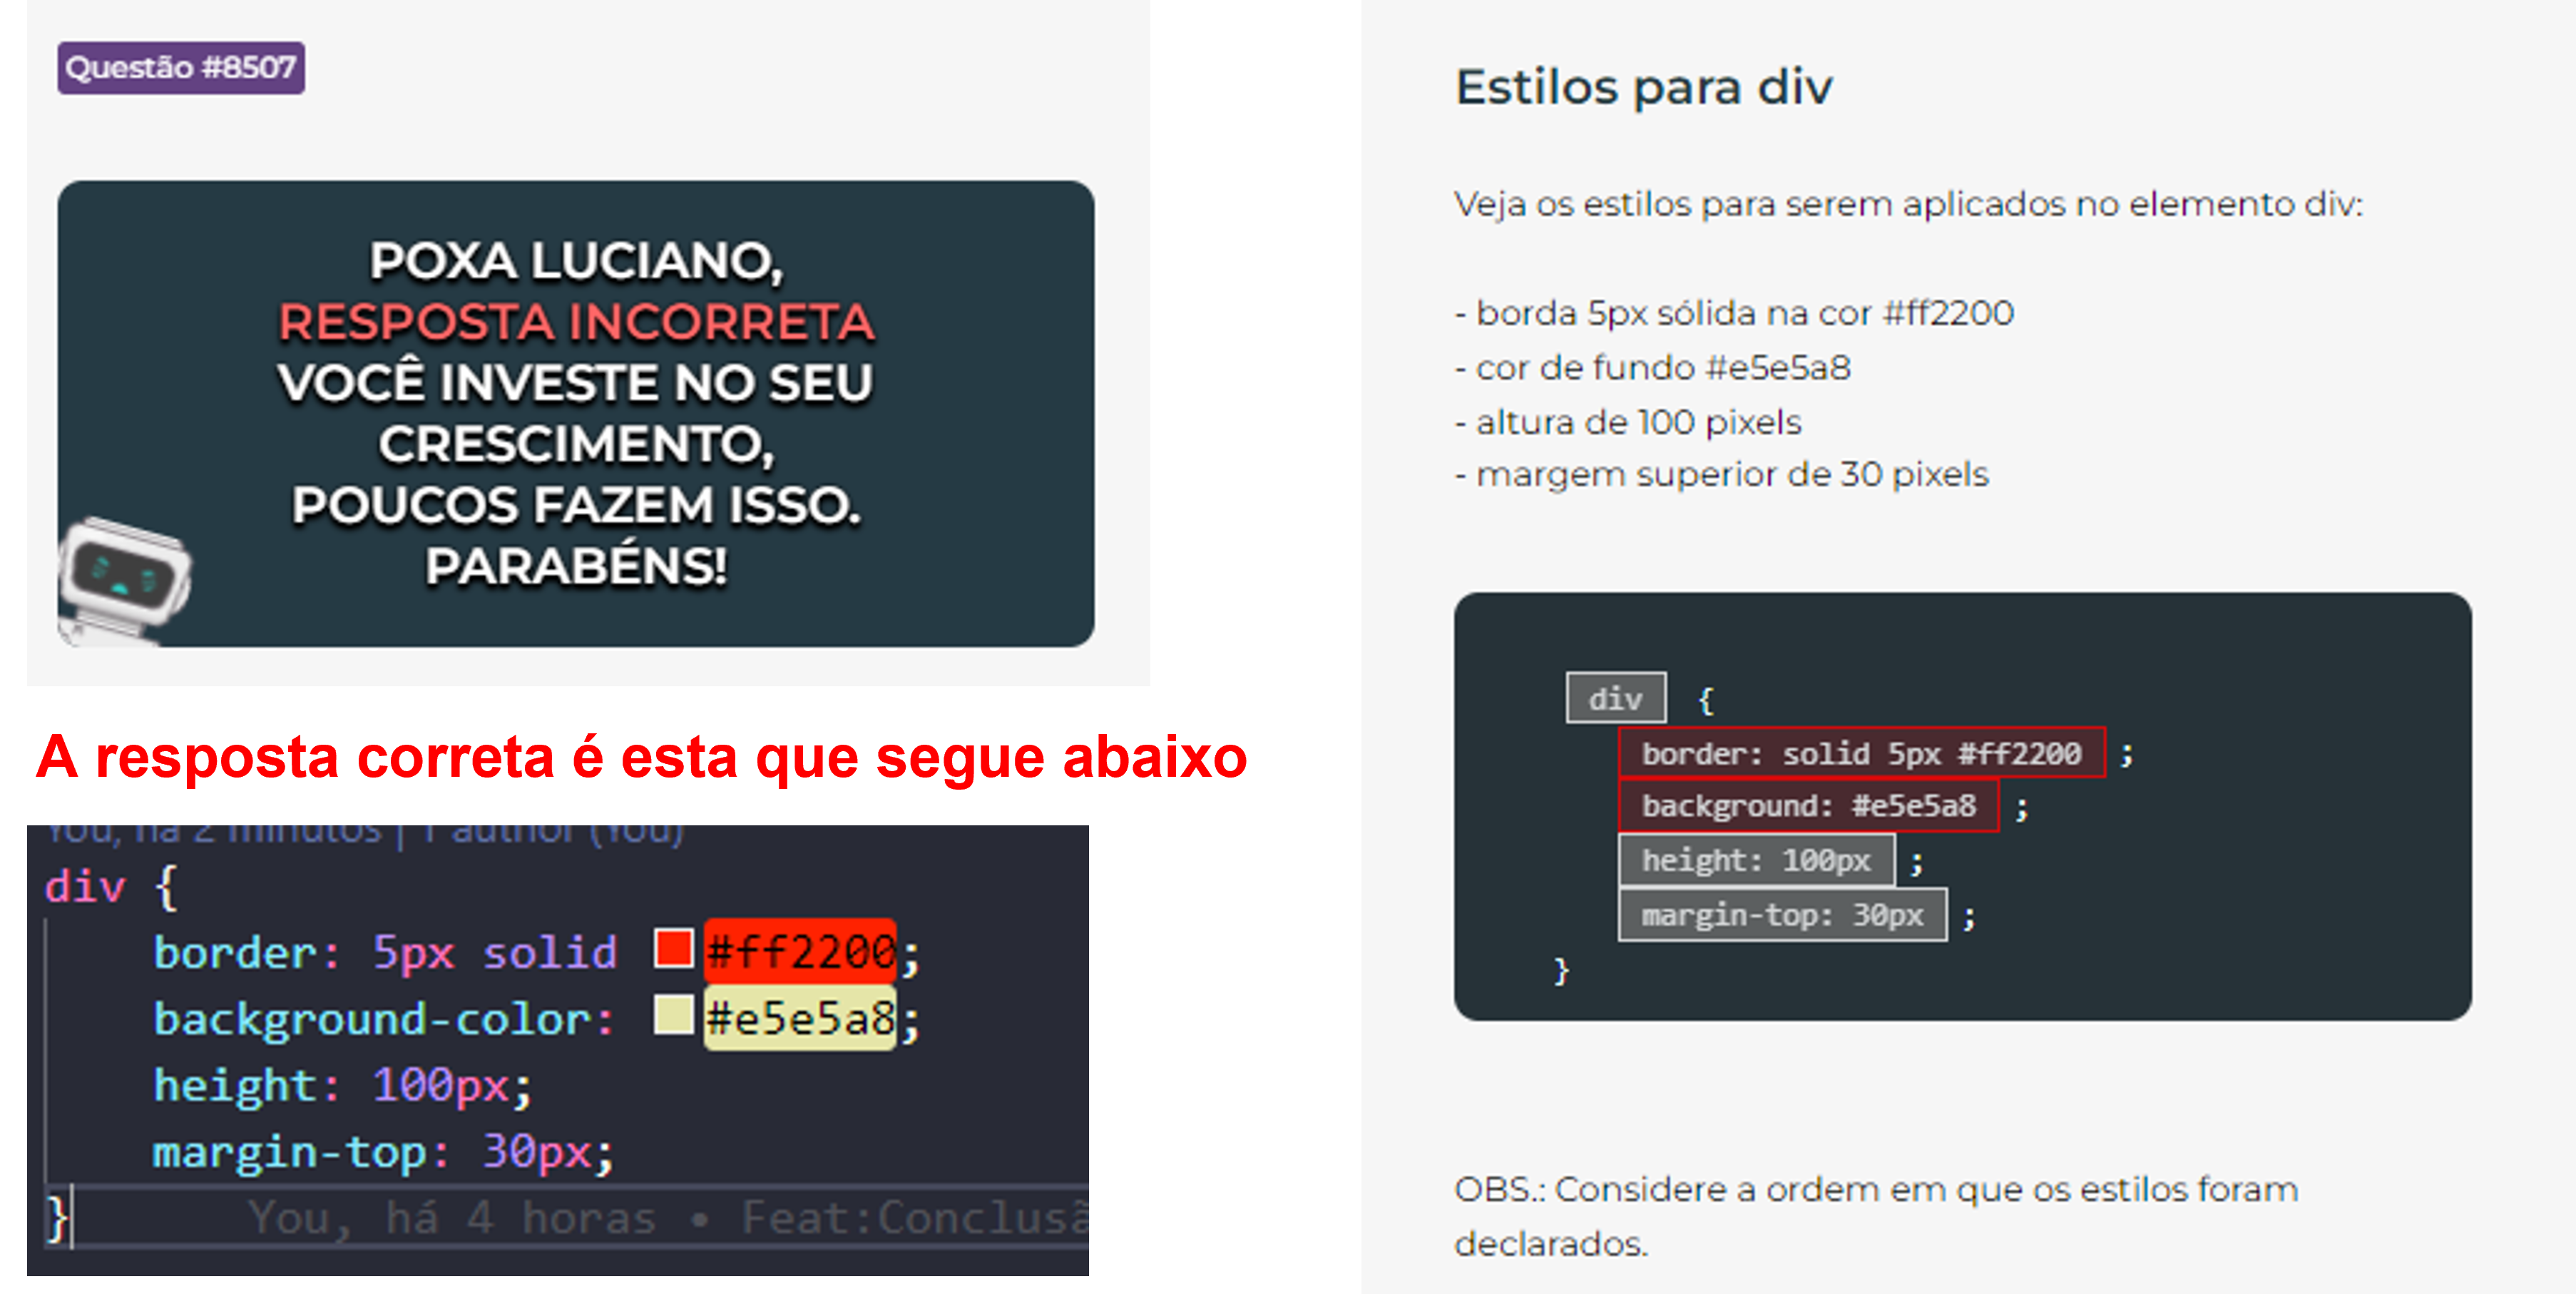 Questão #8507
POXA LUCIANO,
RESPOSTA INCORRETA
VOCÊ INVESTE NO SEU
CRESCIMENTO,
POUCOS FAZEM ISSO.
PARABÉNS!
A resposta correta é esta que segue abaixo
You, há 2 minutos | 1 author (You)
div {
border: 5px solid #ff2200;
background-color: #e5e5a8;
height: 100px;
margin-top: 30px;
} You, há 4 horas • Feat:Conclusã
Estilos para div
Veja os estilos para serem aplicados no elemento div:
- borda 5px sólida na cor #ff2200
- cor de fundo #e5e5a8
- altura de 100 pixels
- margem superior de 30 pixels
div {
border: solid 5px #ff2200 ;
background: #e5e5a8 ;
height: 100px ;
margin-top: 30px ;
}
OBS.: Considere a ordem em que os estilos foram
declarados.